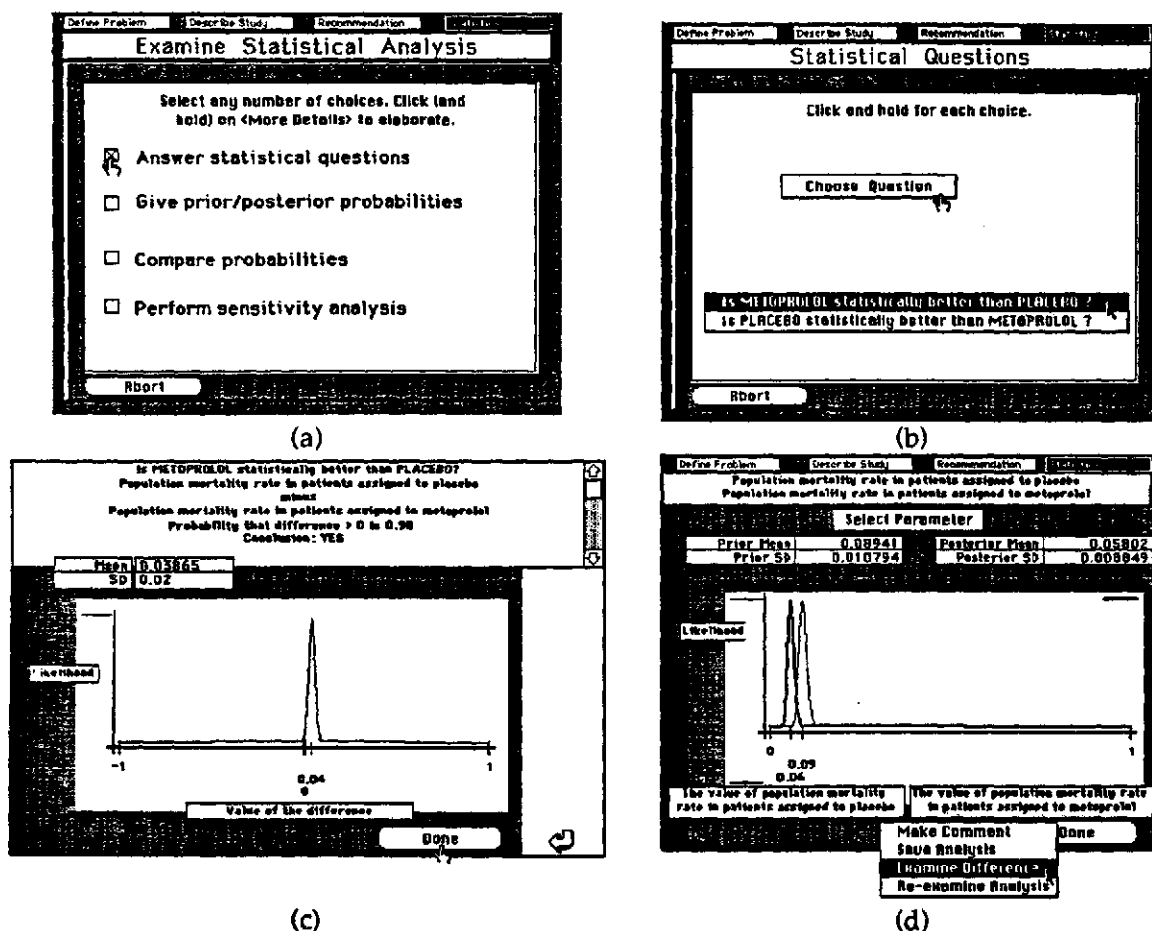 Define Problem Describe Study Recommendation
Examine Statistical Analysis
Select any number of choices. Click (and
hold) on <More Details> to elaborate.
Answer statistical questions
Give prior/posterior probabilities
Compare probabilities
Perform sensitivity analysis
Abort
(a)
Define Problem Describe Study Recommendation
Statistical Questions
Click and hold for each choice.
Choose Question
Is METOPROLOL statistically better than PLACEBO ?
Is PLACEBO statistically better than METOPROLOL ?
Abort
(b)
Is METOPROLOL statistically better than PLACEBO?
Population mortality rate in patients assigned to placebo
minus
Population mortality rate in patients assigned to metoprolol
Probability that difference > 0 is 0.98
Conclusion: YES
Mean 0.03865
SD 0.02
Likelihood
-1 1
0.04
0
Value of the difference
Done
(c)
Define Problem Describe Study Recommendation
Population mortality rate in patients assigned to placebo
Population mortality rate in patients assigned to metoprolol
Select Parameter
Prior Mean 0.08941 Posterior Mean 0.05802
Prior SD 0.010794 Posterior SD 0.008849
Likelihood
0 1
0.09
0.06
The value of population mortality
rate in patients assigned to placebo
The value of population mortality rate
in patients assigned to metoprolol
Make Comment
Save Analysis
Examine Difference
Re-examine Analysis
Done
(d)